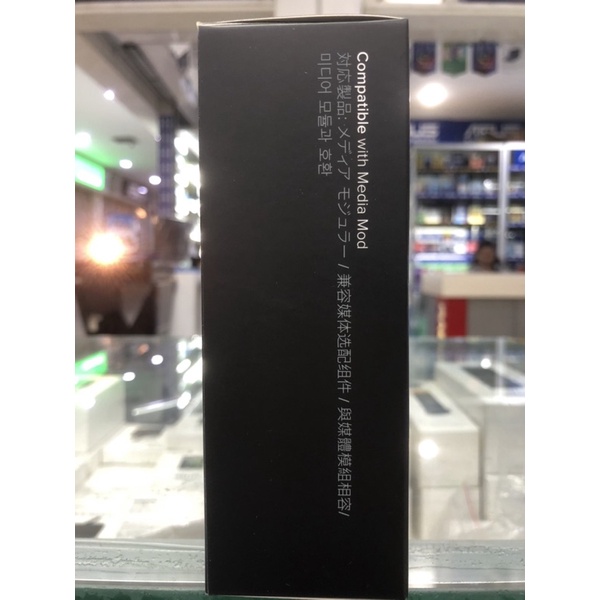 Compatible with Media Mod
対応製品: メディア モジュラー / 兼容媒体选配组件 / 與媒體模組相容/
미디어 모듈과 호환